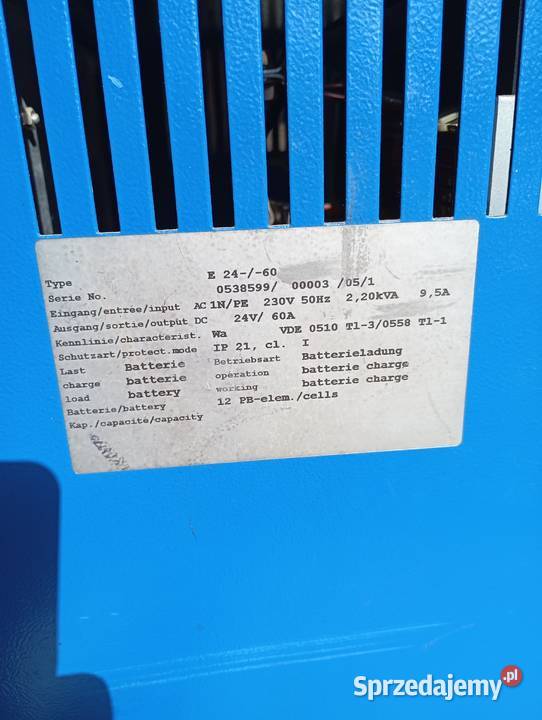 Type E 24-/-60
Serie No. 0538599/ 00003 /05/1
Eingang/entrée/input AC 1N/PE 230V 50Hz 2,20kVA 9,5A
Ausgang/sortie/output DC 24V/ 60A
Kennlinie/characterist. Wa VDE 0510 Tl-3/0558 Tl-1
Schutzart/protect.mode IP 21, cl. I
Last Batterie Betriebsart Batterieladung
charge batterie opération batterie charge
load battery working battery charge
Batterie/battery 12 PB-elem./cells
Kap./capacité/capacity
Sprzedajemy.pl